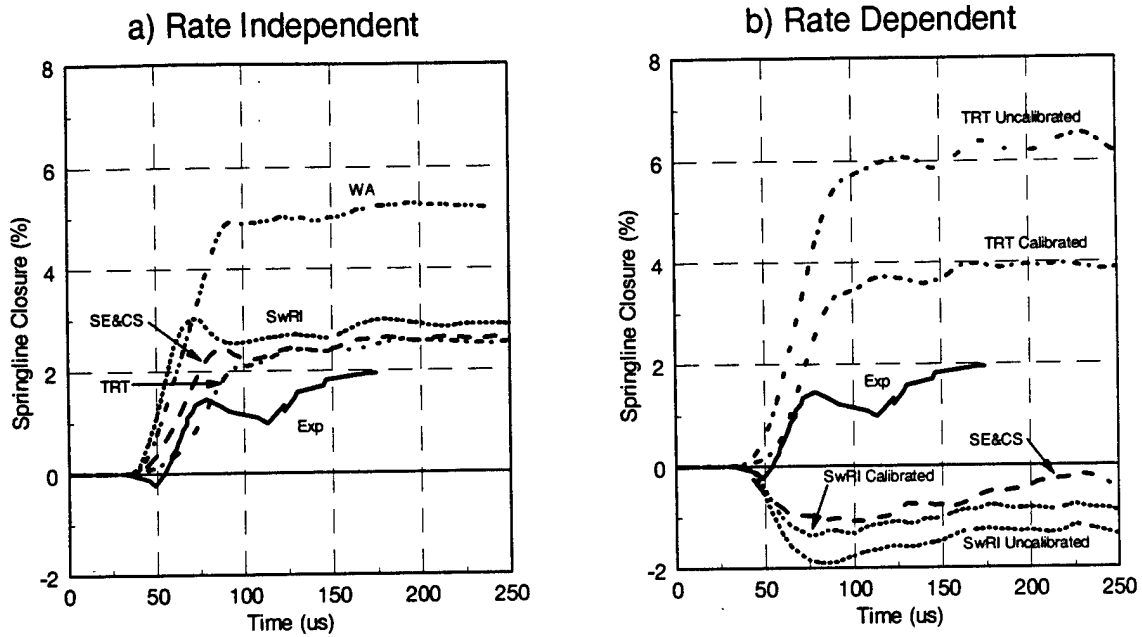 a) Rate Independent
8
6
4
2
0
-2
0
50
100
150
200
250
Springline Closure (%)
Time (us)
WA
SwRI
SE&CS
TRT
Exp
b) Rate Dependent
8
6
4
2
0
-2
0
50
100
150
200
250
Springline Closure (%)
Time (us)
TRT Uncalibrated
TRT Calibrated
Exp
SE&CS
SwRI Calibrated
SwRI Uncalibrated